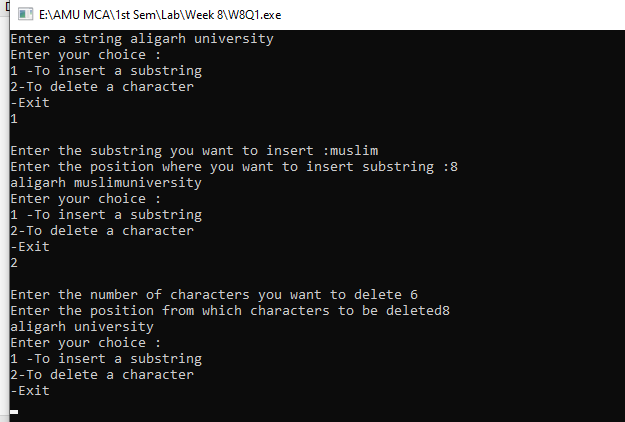 E:\AMU MCA\1st Sem\Lab\Week 8\W8Q1.exe
Enter a string aligarh university
Enter your choice :
1 -To insert a substring
2-To delete a character
-Exit
1
Enter the substring you want to insert :muslim
Enter the position where you want to insert substring :8
aligarh muslimuniversity
Enter your choice :
1 -To insert a substring
2-To delete a character
-Exit
2
Enter the number of characters you want to delete 6
Enter the position from which characters to be deleted8
aligarh university
Enter your choice :
1 -To insert a substring
2-To delete a character
-Exit